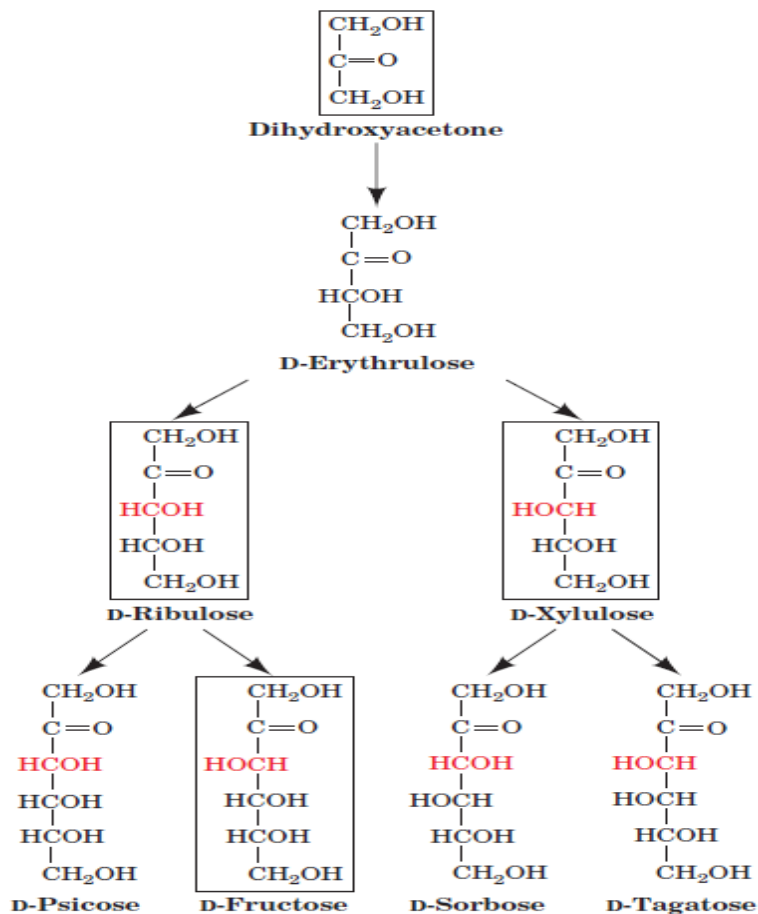 CH₂OH
C=O
CH₂OH
Dihydroxyacetone
CH₂OH
C=O
HCOH
CH₂OH
D-Erythrulose
CH₂OH CH₂OH
C=O C=O
HCOH HOCH
HCOH HCOH
CH₂OH CH₂OH
D-Ribulose D-Xylulose
CH₂OH CH₂OH CH₂OH CH₂OH
C=O C=O C=O C=O
HCOH HOCH HCOH HOCH
HCOH HCOH HOCH HOCH
HCOH HCOH HCOH HCOH
CH₂OH CH₂OH CH₂OH CH₂OH
D-Psicose D-Fructose D-Sorbose D-Tagatose